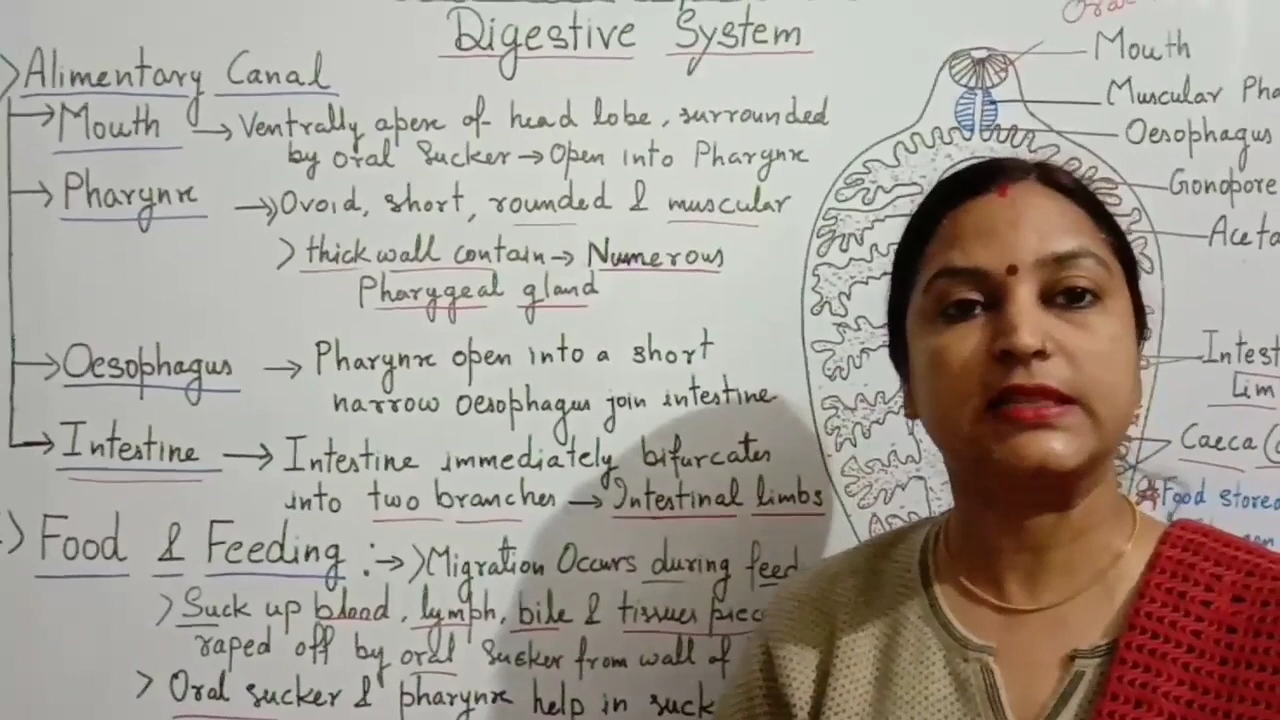 Digestive System
Alimentary Canal
Mouth → Ventrally apex of head lobe, surrounded
by oral sucker → Open into Pharynx
Pharynx → Ovoid, short, rounded & muscular
thick wall contain → Numerous
Pharygeal gland
Oesophagus → Pharynx open into a short
narrow oesophagus join intestine
Intestine → Intestine immediately bifurcates
into two branches → Intestinal limbs
Food & Feeding :→ Migration Occurs during feed
Suck up blood, lymph, bile & tissues piec
raped off by oral sucker from wall of
Oral sucker & pharynx help in suck
Oral
Mouth
Muscular Pha
Oesophagus
Gonopore
Aceta
Intest
Lim
Caeca (
Food stored